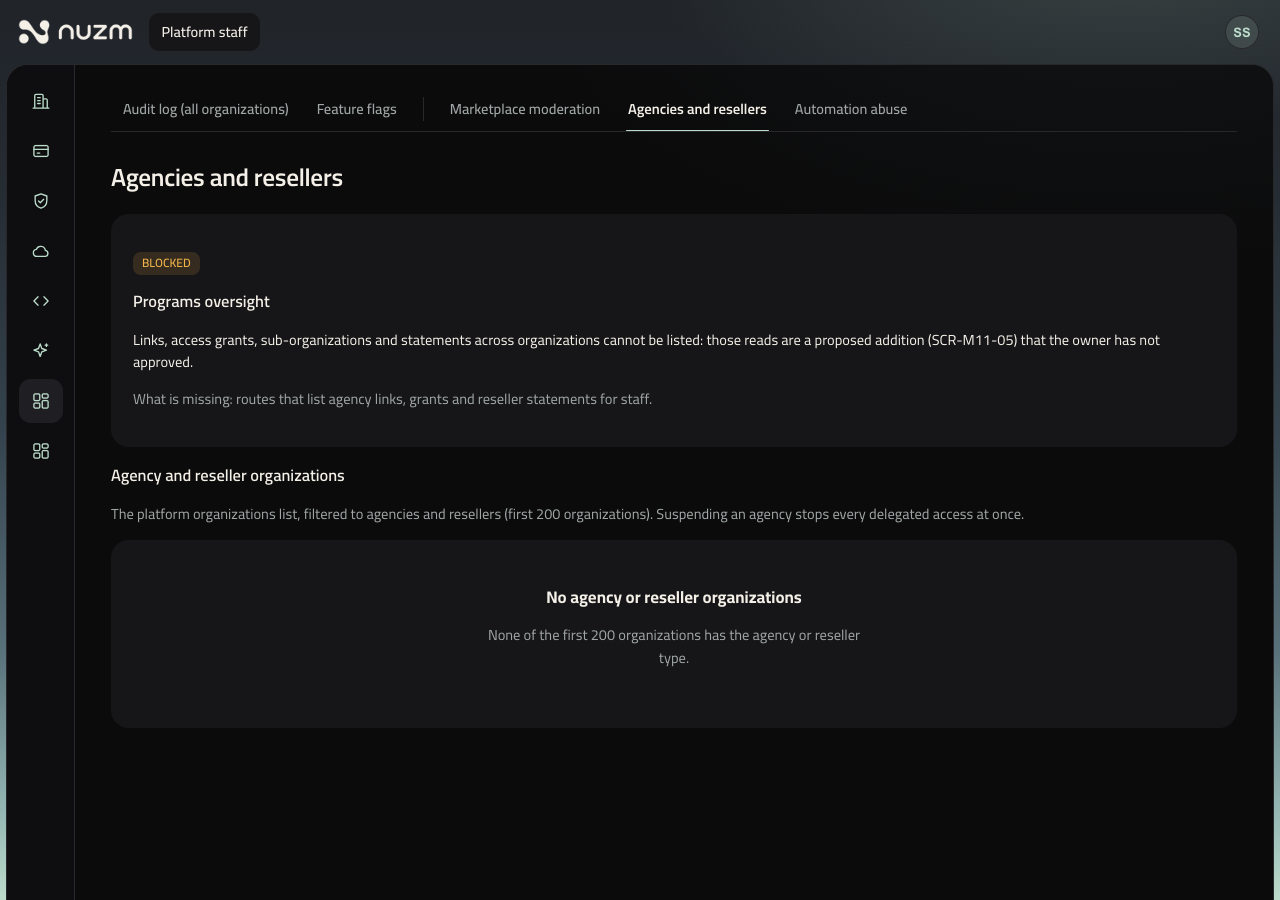 nuzm
Platform staff
SS
Audit log (all organizations)
Feature flags
Marketplace moderation
Agencies and resellers
Automation abuse
Agencies and resellers
BLOCKED
Programs oversight
Links, access grants, sub-organizations and statements across organizations cannot be listed: those reads are a proposed addition (SCR-M11-05) that the owner has not
approved.
What is missing: routes that list agency links, grants and reseller statements for staff.
Agency and reseller organizations
The platform organizations list, filtered to agencies and resellers (first 200 organizations). Suspending an agency stops every delegated access at once.
No agency or reseller organizations
None of the first 200 organizations has the agency or reseller
type.